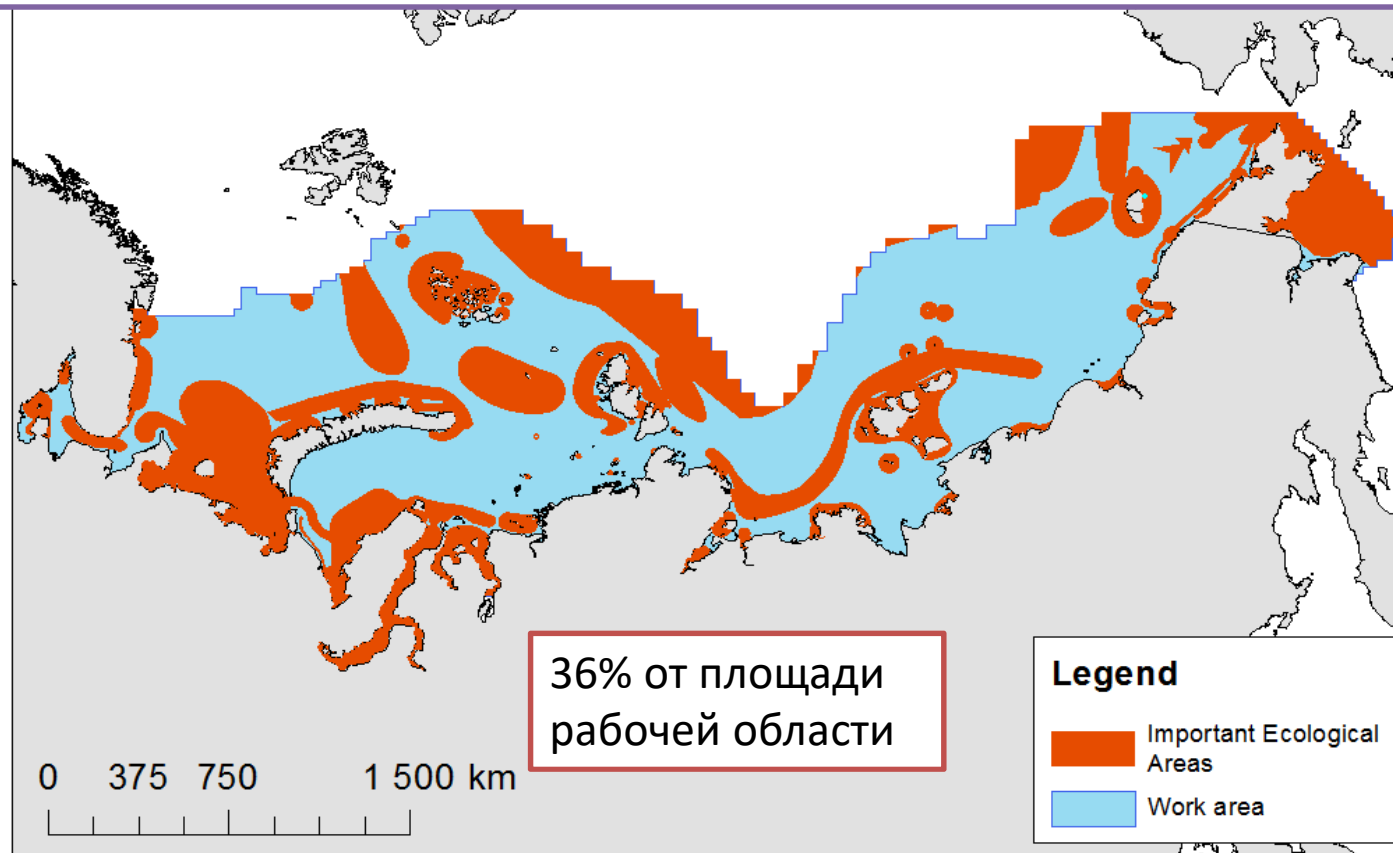 36% от площади
рабочей области
Legend
Important Ecological
Areas
Work area
0 375 750 1 500 km